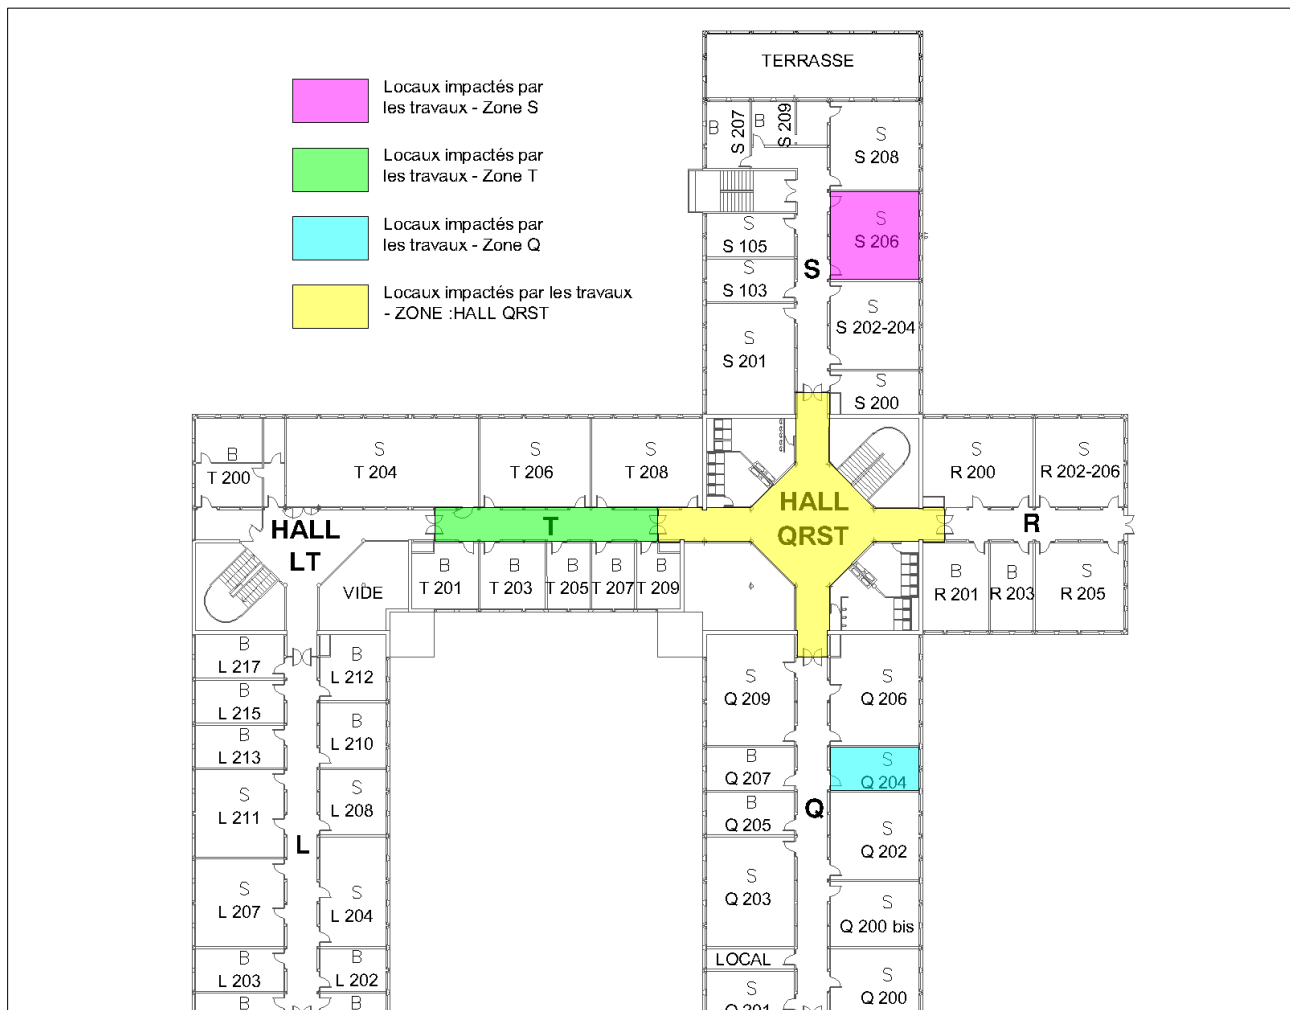 TERRASSE
Locaux impactés par
les travaux - Zone S
Locaux impactés par
les travaux - Zone T
Locaux impactés par
les travaux - Zone Q
Locaux impactés par les travaux
- ZONE :HALL QRST
B
S 207
B
S 209
S
S 208
S
S 206
S
S 105
S
S 103
S
S
S 202-204
S
S 201
S
S 200
B
T 200
S
T 204
S
T 206
S
T 208
HALL
QRST
S
R 200
S
R 202-206
HALL
LT
T
R
VIDE
B
T 201
B
T 203
B
T 205
B
T 207
B
T 209
B
R 201
B
R 203
S
R 205
B
L 217
B
L 212
B
L 215
B
L 210
B
L 213
S
L 211
S
L 208
L
S
L 207
S
L 204
B
L 203
B
L 202
B
B
S
Q 209
S
Q 206
B
Q 207
S
Q 204
B
Q 205
Q
S
Q 202
S
Q 203
S
Q 200 bis
LOCAL
S
Q 201
S
Q 200